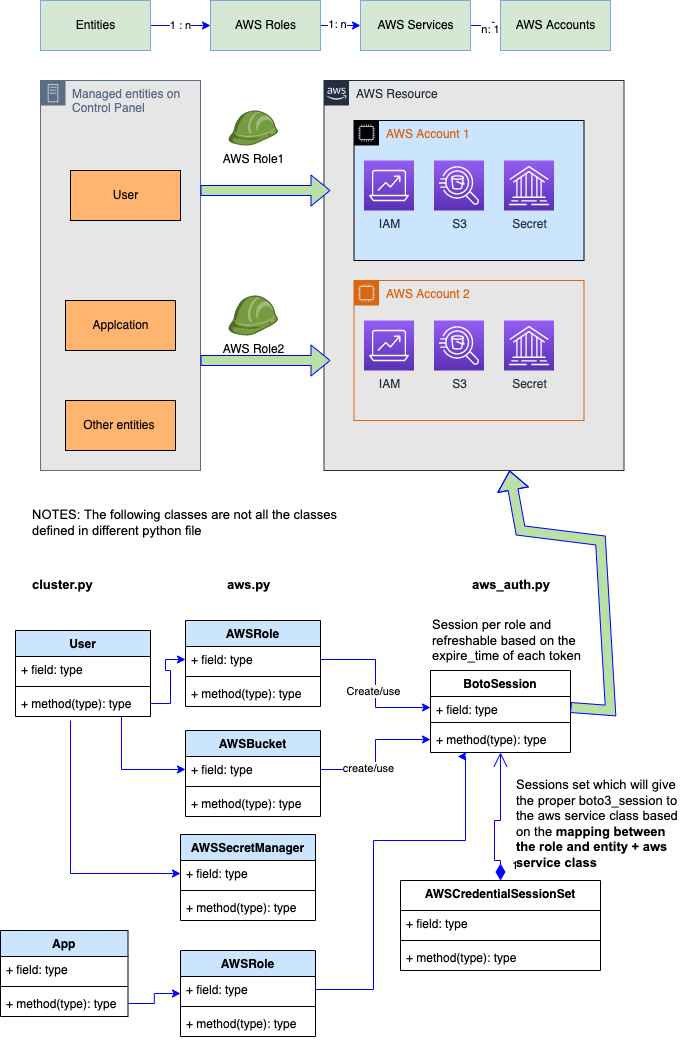 Entities
1 : n
AWS Roles
1: n
AWS Services
n: 1
AWS Accounts
Managed entities on
Control Panel
User
Applcation
Other entities
AWS Role1
AWS Role2
aws
AWS Resource
AWS Account 1
IAM
S3
Secret
AWS Account 2
IAM
S3
Secret
NOTES: The following classes are not all the classes
defined in different python file
cluster.py
aws.py
aws_auth.py
User
+ field: type
+ method(type): type
AWSRole
+ field: type
+ method(type): type
Create/use
Session per role and
refreshable based on the
expire_time of each token
BotoSession
+ field: type
+ method(type): type
AWSBucket
+ field: type
+ method(type): type
create/use
AWSSecretManager
+ field: type
+ method(type): type
Sessions set which will give
the proper boto3_session to
the aws service class based
on the mapping between
the role and entity + aws
service class
1
AWSCredentialSessionSet
+ field: type
+ method(type): type
App
+ field: type
+ method(type): type
AWSRole
+ field: type
+ method(type): type